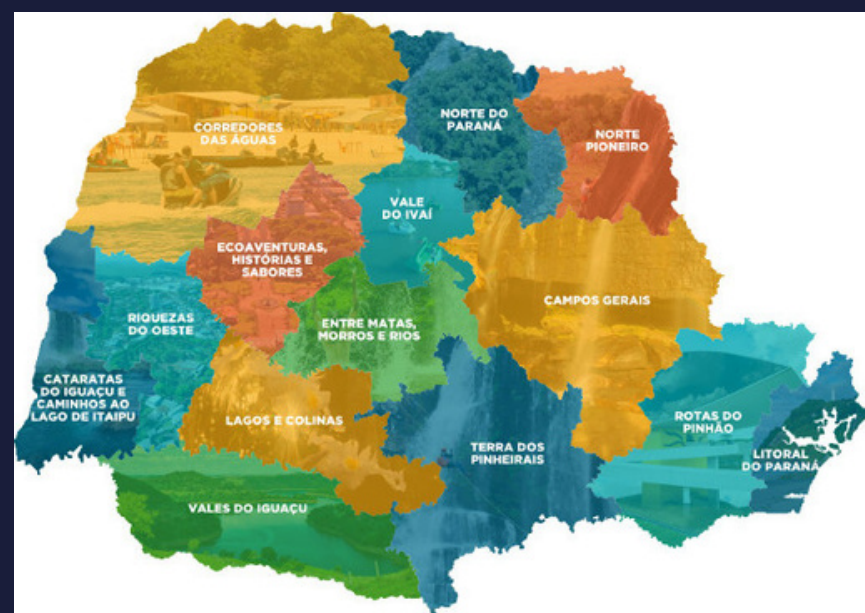 CORREDORES
DAS ÁGUAS
NORTE DO
PARANÁ
NORTE
PIONEIRO
VALE
DO IVAÍ
ECOAVENTURAS,
HISTÓRIAS E
SABORES
CAMPOS GERAIS
RIQUEZAS
DO OESTE
ENTRE MATAS,
MORROS E RIOS
CATARATAS
DO IGUAÇU E
CAMINHOS AO
LAGO DE ITAIPU
LAGOS E COLINAS
ROTAS DO
PINHÃO
TERRA DOS
PINHEIRAIS
LITORAL
DO PARANÁ
VALES DO IGUAÇU